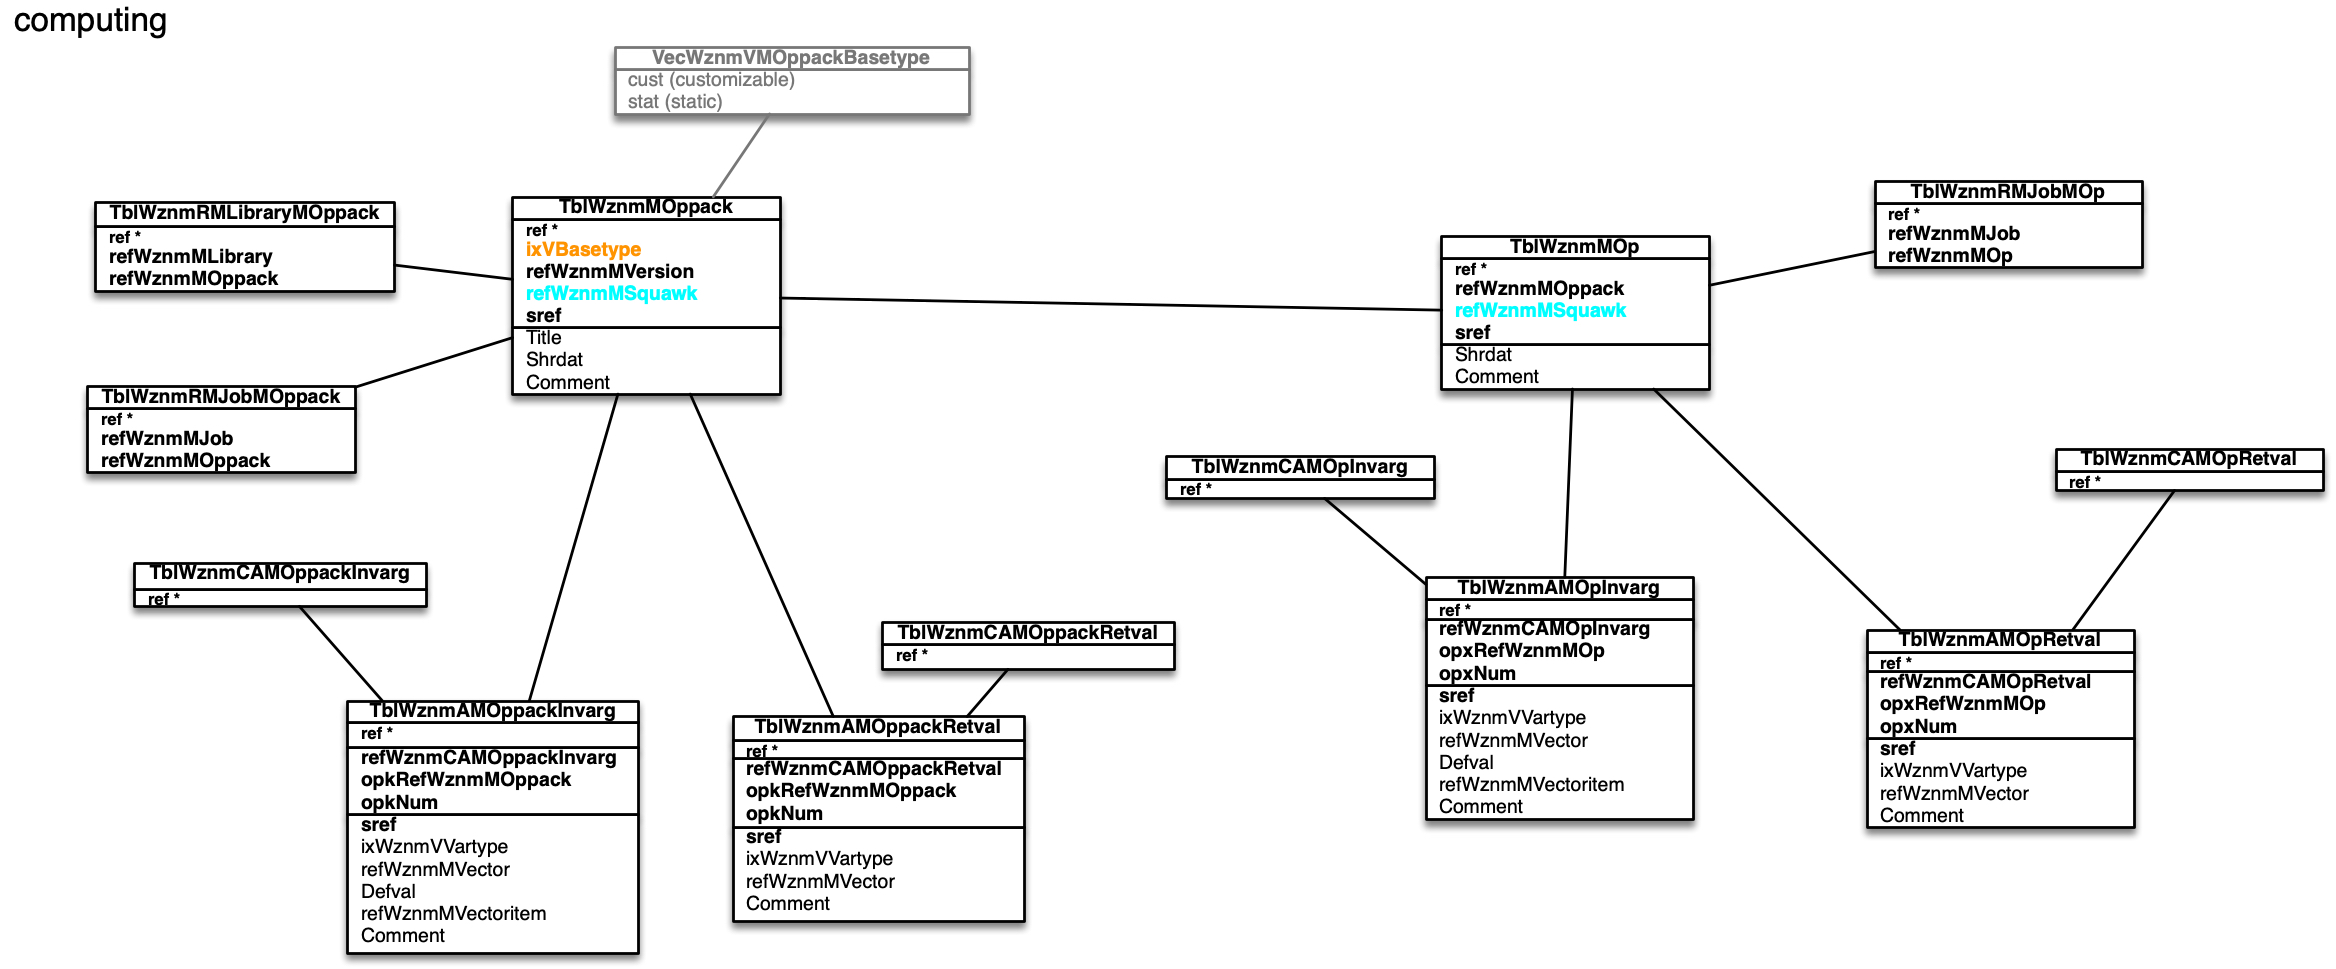 computing
VecWznmVMOppackBasetype
cust (customizable)
stat (static)
TblWznmRMLibraryMOppack
ref *
refWznmMLibrary
refWznmMOppack
TblWznmMOppack
ref *
ixVBasetype
refWznmMVersion
refWznmMSquawk
sref
Title
Shrdat
Comment
TblWznmMOp
ref *
refWznmMOppack
refWznmMSquawk
sref
Shrdat
Comment
TblWznmRMJobMOp
ref *
refWznmMJob
refWznmMOp
TblWznmRMJobMOppack
ref *
refWznmMJob
refWznmMOppack
TblWznmCAMOpInvarg
ref *
TblWznmCAMOpRetval
ref *
TblWznmCAMOppackInvarg
ref *
TblWznmCAMOppackRetval
ref *
TblWznmAMOpInvarg
ref *
refWznmCAMOpInvarg
opxRefWznmMOp
opxNum
sref
ixWznmVVartype
refWznmMVector
Defval
refWznmMVectoritem
Comment
TblWznmAMOpRetval
ref *
refWznmCAMOpRetval
opxRefWznmMOp
opxNum
sref
ixWznmVVartype
refWznmMVector
Comment
TblWznmAMOppackInvarg
ref *
refWznmCAMOppackInvarg
opkRefWznmMOppack
opkNum
sref
ixWznmVVartype
refWznmMVector
Defval
refWznmMVectoritem
Comment
TblWznmAMOppackRetval
ref *
refWznmCAMOppackRetval
opkRefWznmMOppack
opkNum
sref
ixWznmVVartype
refWznmMVector
Comment